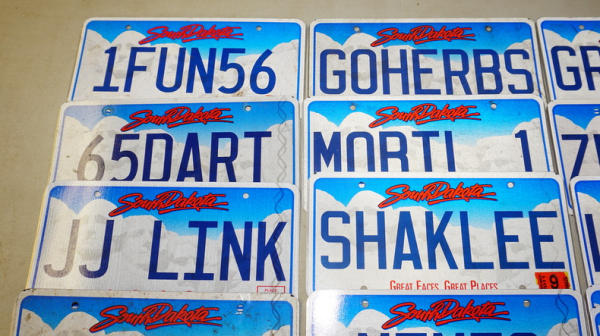 South Dakota
1FUN56
South Dakota
GOHERBS
GR
South Dakota
65DART
South Dakota
MORTI 1
South Dakota
JJ LINK
South Dakota
SHAKLEE
GREAT FACES. GREAT PLACES.
9
South Dakota
South Dakota